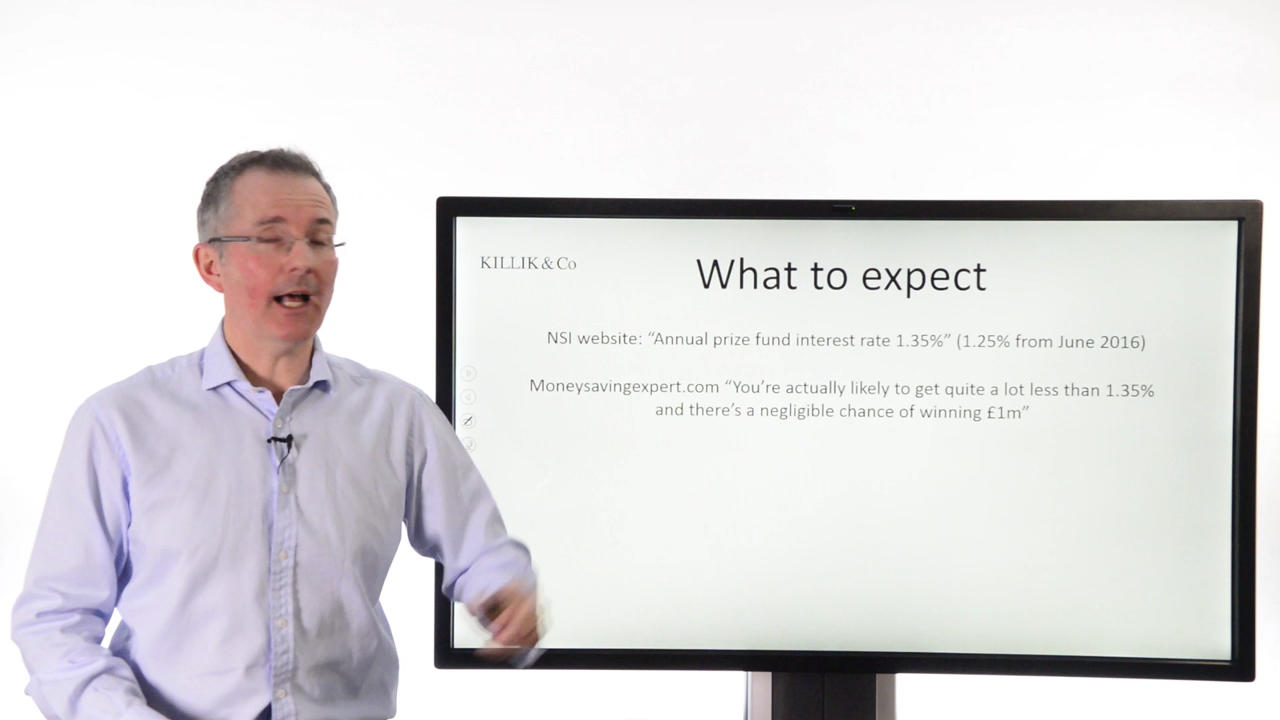 KILLIK & Co
What to expect
NSI website: “Annual prize fund interest rate 1.35%” (1.25% from June 2016)
Moneysavingexpert.com “You’re actually likely to get quite a lot less than 1.35%
and there’s a negligible chance of winning £1m”